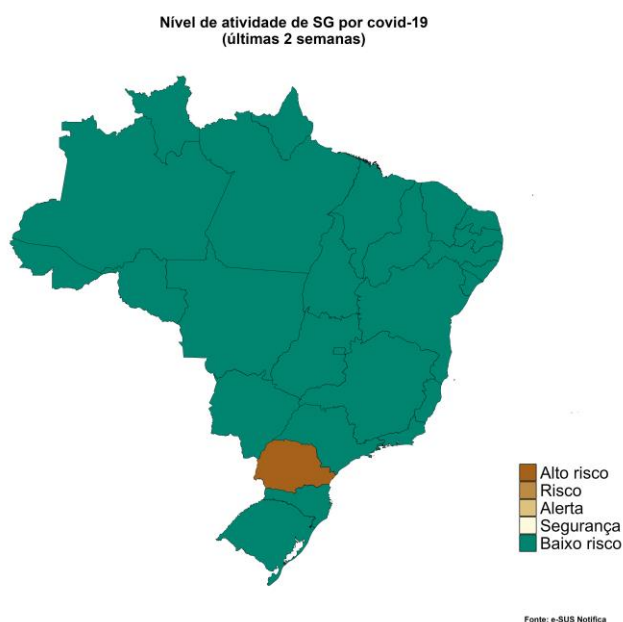 Nível de atividade de SG por covid-19
(últimas 2 semanas)
Alto risco
Risco
Alerta
Segurança
Baixo risco
Fonte: e-SUS Notifica